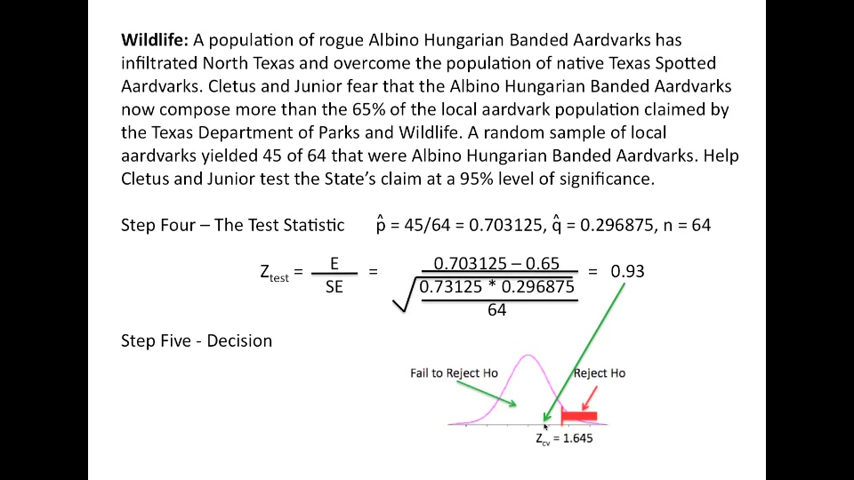 Wildlife: A population of rogue Albino Hungarian Banded Aardvarks has
infiltrated North Texas and overcome the population of native Texas Spotted
Aardvarks. Cletus and Junior fear that the Albino Hungarian Banded Aardvarks
now compose more than the 65% of the local aardvark population claimed by
the Texas Department of Parks and Wildlife. A random sample of local
aardvarks yielded 45 of 64 that were Albino Hungarian Banded Aardvarks. Help
Cletus and Junior test the State's claim at a 95% level of significance.
Step Four – The Test Statistic p̂ = 45/64 = 0.703125, q̂ = 0.296875, n = 64
Z_test = E / SE = (0.703125 – 0.65) / √(0.73125 * 0.296875 / 64) = 0.93
Step Five - Decision
Fail to Reject Ho
Reject Ho
Z_cv = 1.645